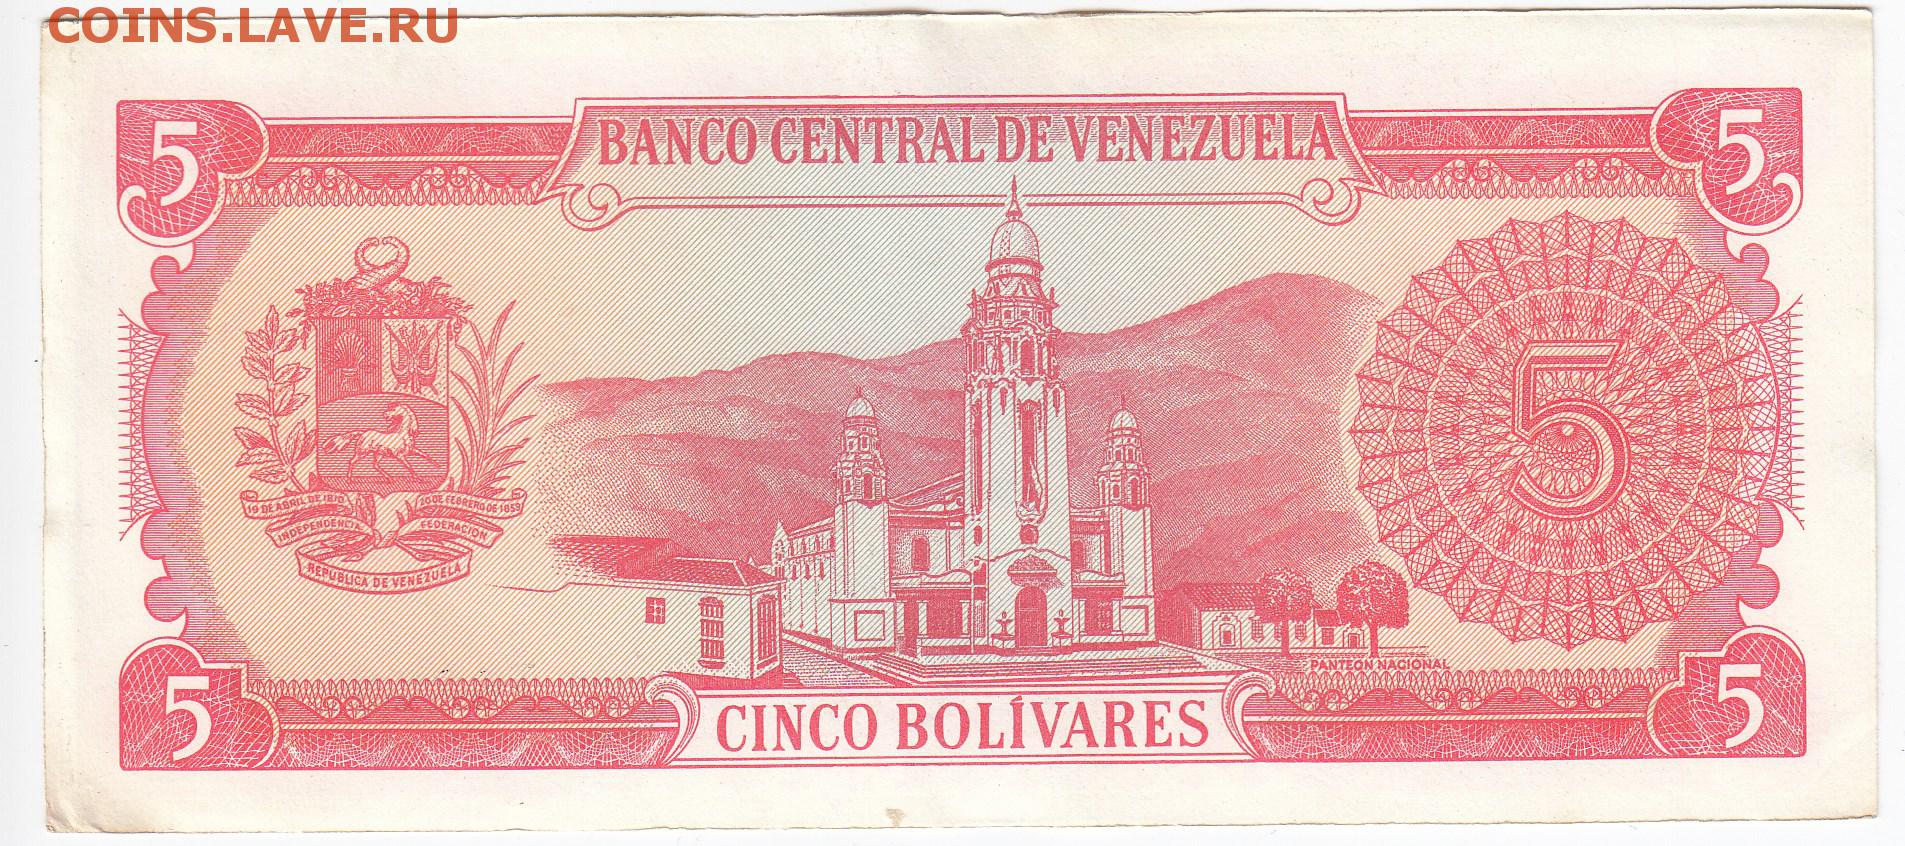 COINS.LAVE.RU
5 BANCO CENTRAL DE VENEZUELA 5
19 DE ABRIL DE 1810 20 DE FEBRERO DE 1859
INDEPENDENCIA FEDERACION
REPUBLICA DE VENEZUELA
5
PANTEON NACIONAL
5 CINCO BOLÍVARES 5